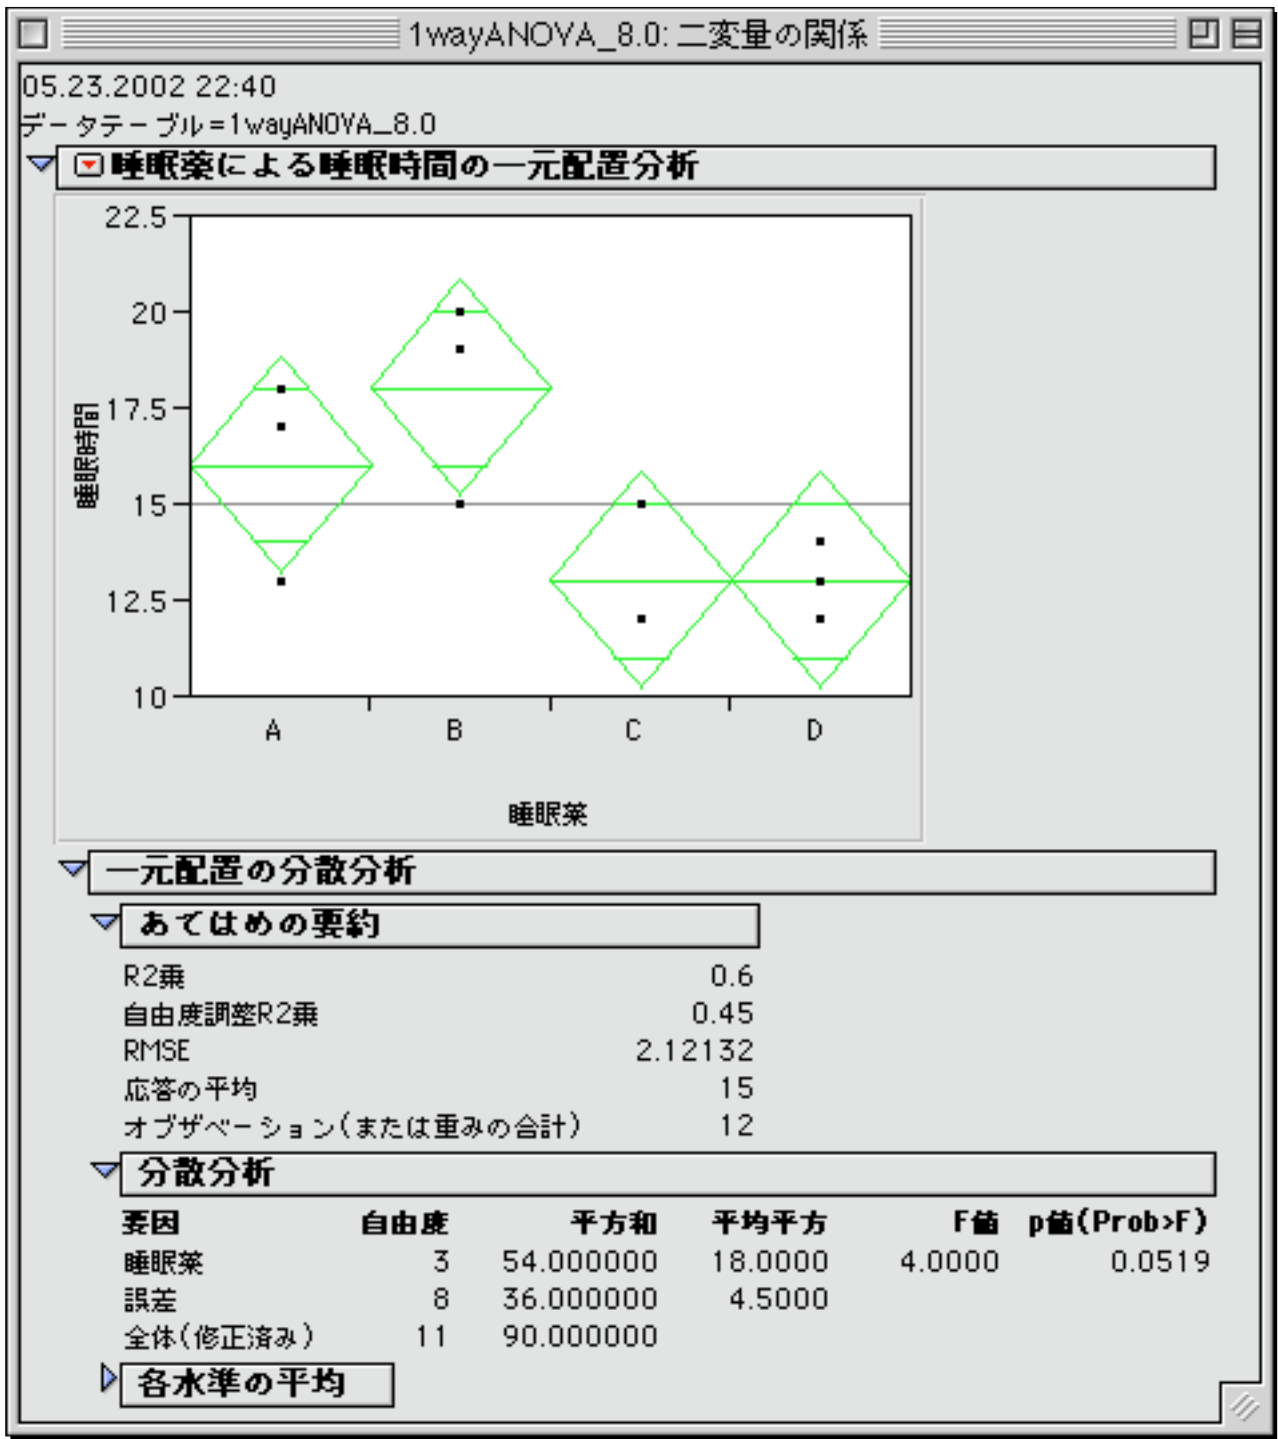 1wayANOVA_8.0: 二変量の関係
05.23.2002 22:40
データテーブル=1wayANOVA_8.0
睡眠薬による睡眠時間の一元配置分析
22.5
20
17.5
15
12.5
10
睡眠時間
A B C D
睡眠薬
一元配置の分散分析
あてはめの要約
R2乗 0.6
自由度調整R2乗 0.45
RMSE 2.12132
応答の平均 15
オブザベーション(または重みの合計) 12
分散分析
要因 自由度 平方和 平均平方 F値 p値(Prob>F)
睡眠薬 3 54.000000 18.0000 4.0000 0.0519
誤差 8 36.000000 4.5000
全体(修正済み) 11 90.000000
各水準の平均